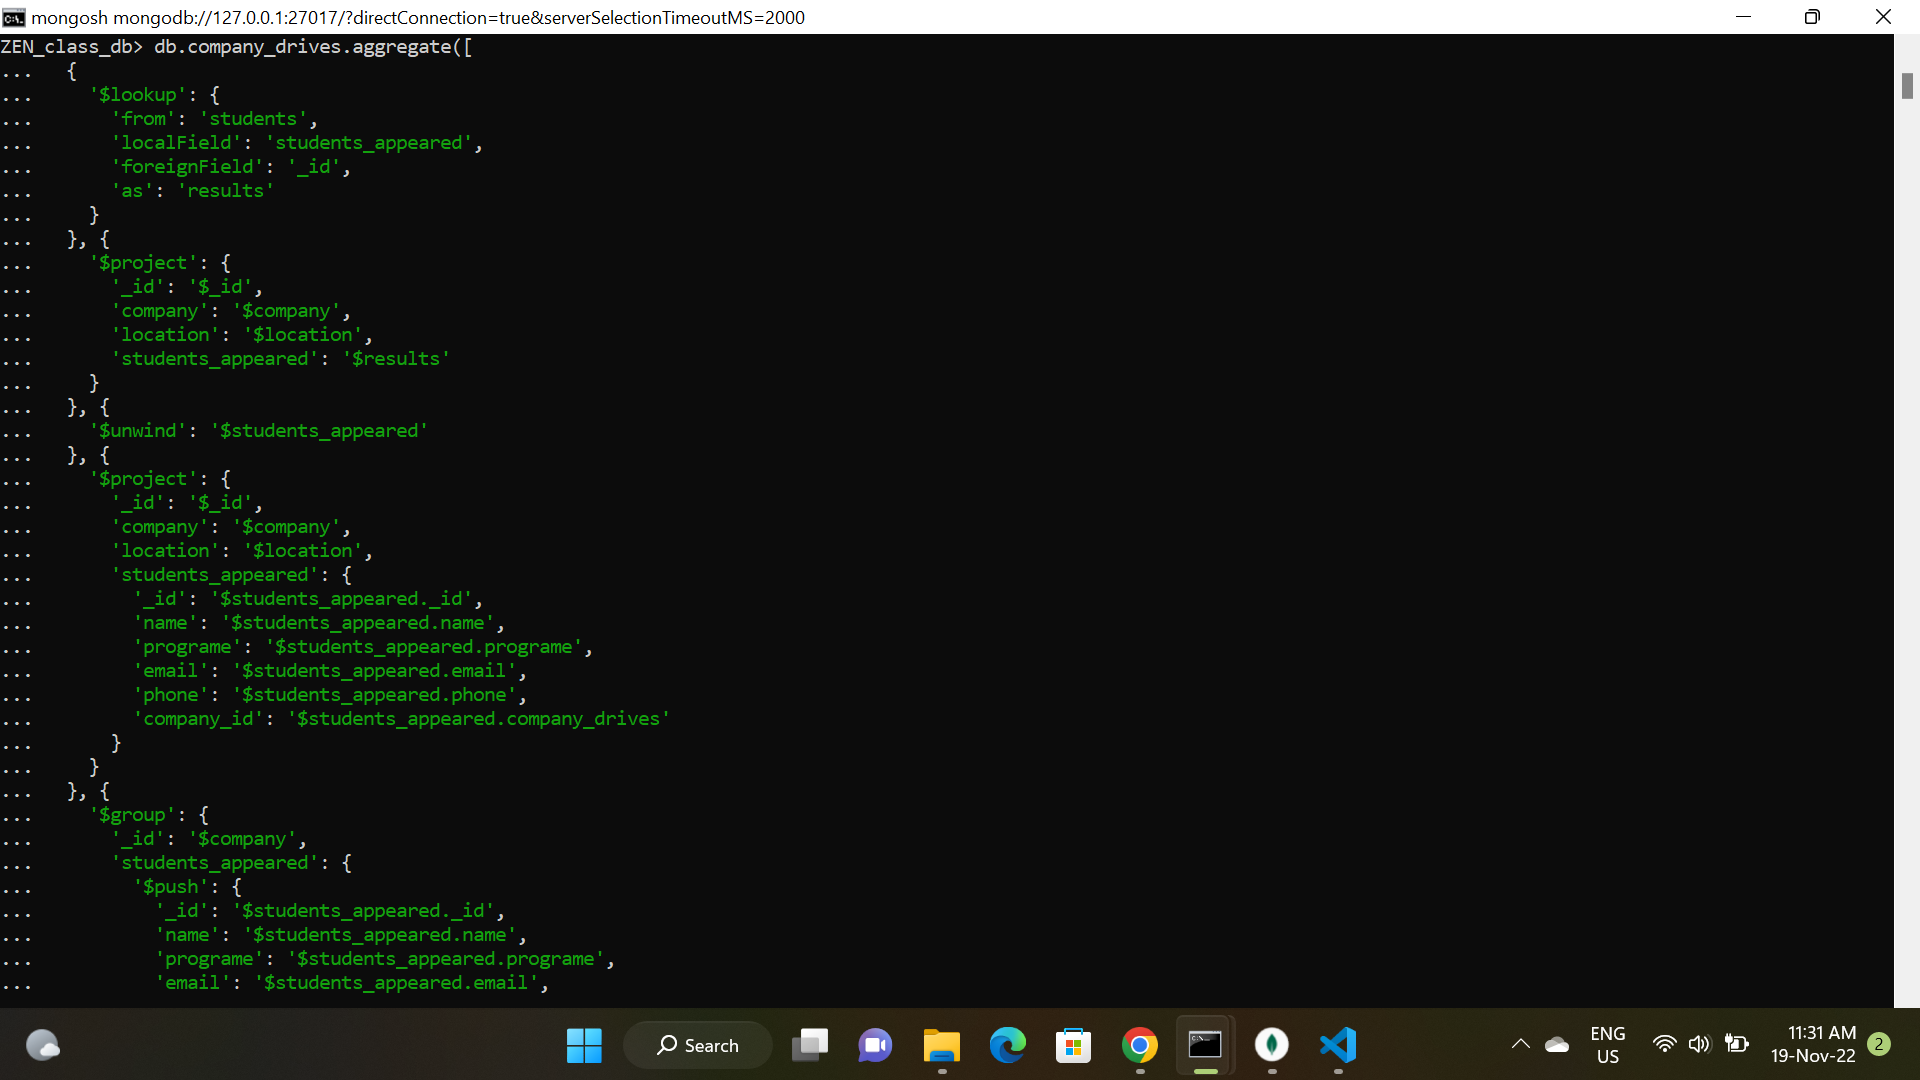 mongosh mongodb://127.0.0.1:27017/?directConnection=true&serverSelectionTimeoutMS=2000
ZEN_class_db> db.company_drives.aggregate([
...   {
...     '$lookup': {
...       'from': 'students',
...       'localField': 'students_appeared',
...       'foreignField': '_id',
...       'as': 'results'
...     }
...   }, {
...     '$project': {
...       '_id': '$_id',
...       'company': '$company',
...       'location': '$location',
...       'students_appeared': '$results'
...     }
...   }, {
...     '$unwind': '$students_appeared'
...   }, {
...     '$project': {
...       '_id': '$_id',
...       'company': '$company',
...       'location': '$location',
...       'students_appeared': {
...         '_id': '$students_appeared._id',
...         'name': '$students_appeared.name',
...         'programe': '$students_appeared.programe',
...         'email': '$students_appeared.email',
...         'phone': '$students_appeared.phone',
...         'company_id': '$students_appeared.company_drives'
...       }
...     }
...   }, {
...     '$group': {
...       '_id': '$company',
...       'students_appeared': {
...         '$push': {
...           '_id': '$students_appeared._id',
...           'name': '$students_appeared.name',
...           'programe': '$students_appeared.programe',
...           'email': '$students_appeared.email',
Search
ENG
US
11:31 AM
19-Nov-22
2